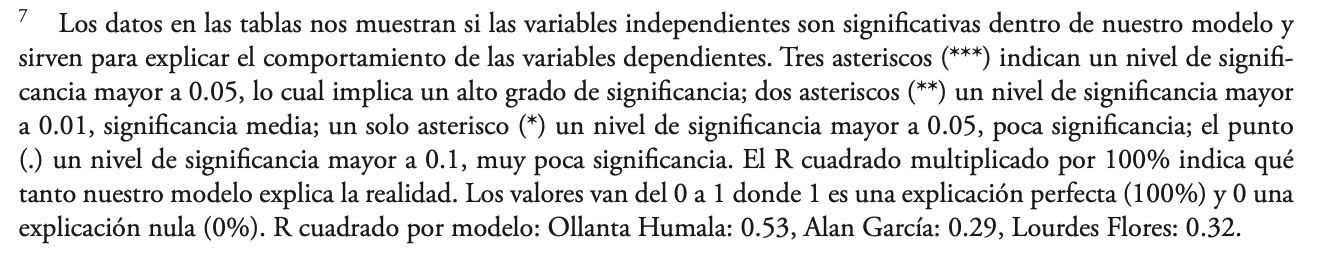 7 Los datos en las tablas nos muestran si las variables independientes son significativas dentro de nuestro modelo y
sirven para explicar el comportamiento de las variables dependientes. Tres asteriscos (***) indican un nivel de signifi-
cancia mayor a 0.05, lo cual implica un alto grado de significancia; dos asteriscos (**) un nivel de significancia mayor
a 0.01, significancia media; un solo asterisco (*) un nivel de significancia mayor a 0.05, poca significancia; el punto
(.) un nivel de significancia mayor a 0.1, muy poca significancia. El R cuadrado multiplicado por 100% indica qué
tanto nuestro modelo explica la realidad. Los valores van del 0 a 1 donde 1 es una explicación perfecta (100%) y 0 una
explicación nula (0%). R cuadrado por modelo: Ollanta Humala: 0.53, Alan García: 0.29, Lourdes Flores: 0.32.